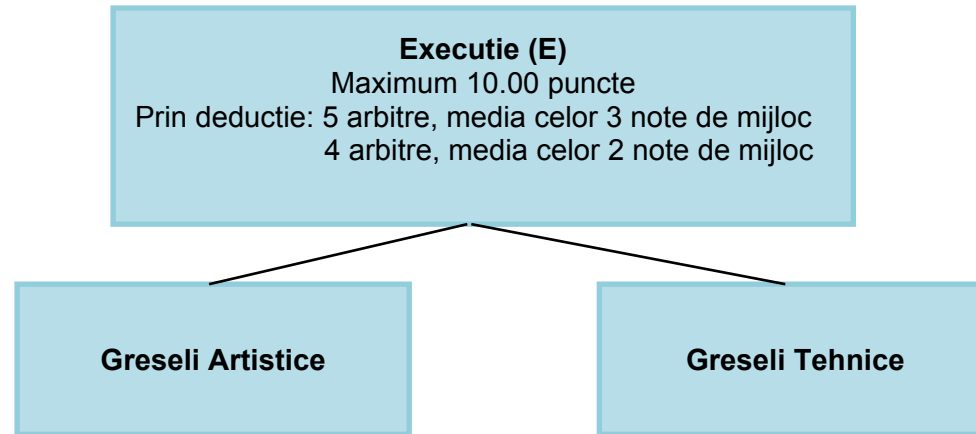 Executie (E)
Maximum 10.00 puncte
Prin deductie: 5 arbitre, media celor 3 note de mijloc
4 arbitre, media celor 2 note de mijloc
Greseli Artistice
Greseli Tehnice